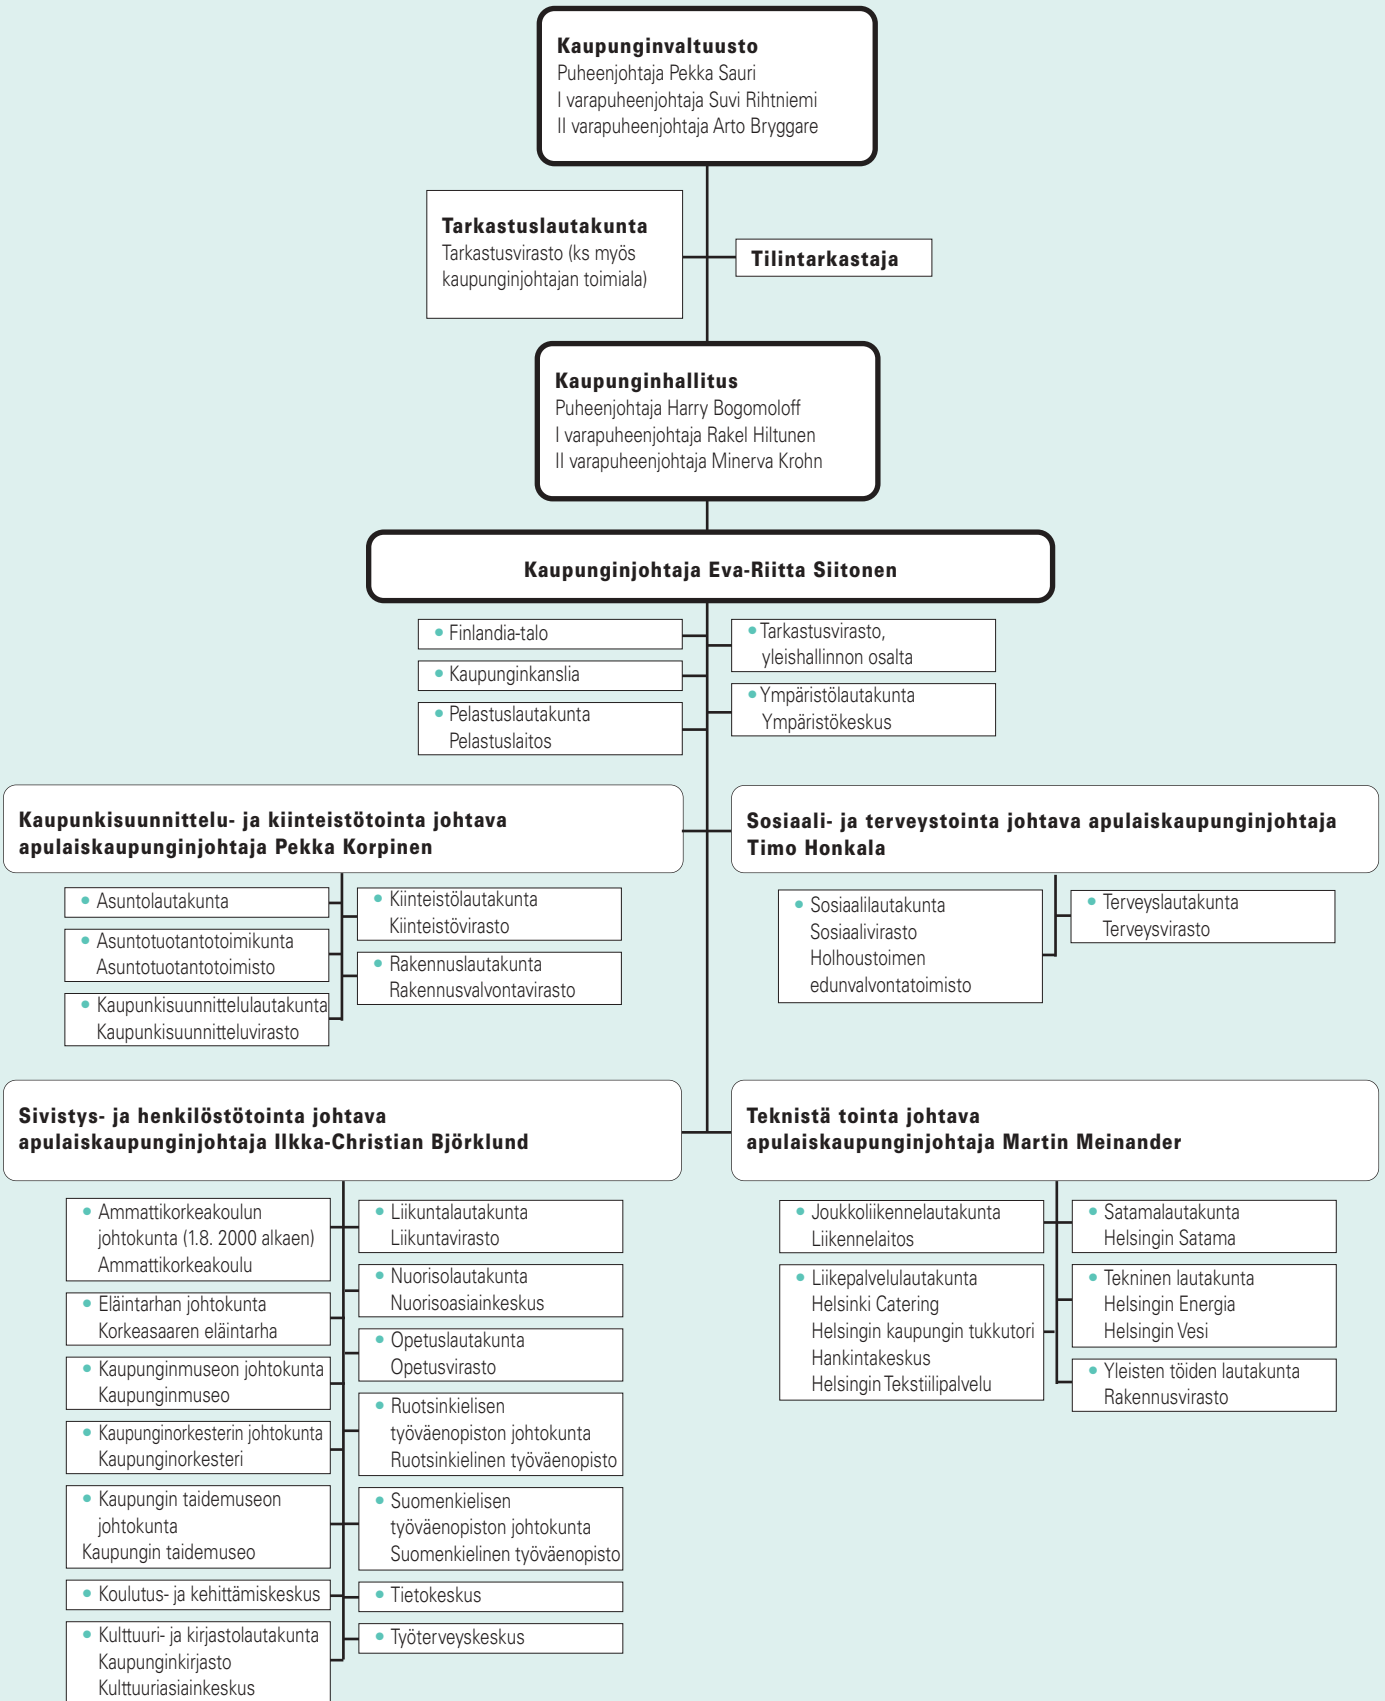 Kaupunginvaltuusto
Puheenjohtaja Pekka Sauri
I varapuheenjohtaja Suvi Rihtniemi
II varapuheenjohtaja Arto Bryggare
Tarkastuslautakunta
Tarkastusvirasto (ks myös
kaupunginjohtajan toimiala)
Tilintarkastaja
Kaupunginhallitus
Puheenjohtaja Harry Bogomoloff
I varapuheenjohtaja Rakel Hiltunen
II varapuheenjohtaja Minerva Krohn
Kaupunginjohtaja Eva-Riitta Siitonen
• Finlandia-talo
• Kaupunginkanslia
• Pelastuslautakunta
Pelastuslaitos
• Tarkastusvirasto,
yleishallinnon osalta
• Ympäristölautakunta
Ympäristökeskus
Kaupunkisuunnittelu- ja kiinteistötointa johtava
apulaiskaupunginjohtaja Pekka Korpinen
• Asuntolautakunta
• Asuntotuotantotoimikunta
Asuntotuotantotoimisto
• Kaupunkisuunnittelulautakunta
Kaupunkisuunnitteluvirasto
• Kiinteistölautakunta
Kiinteistövirasto
• Rakennuslautakunta
Rakennusvalvontavirasto
Sosiaali- ja terveystointa johtava apulaiskaupunginjohtaja
Timo Honkala
• Sosiaalilautakunta
Sosiaalivirasto
Holhoustoimen
edunvalvontatoimisto
• Terveyslautakunta
Terveysvirasto
Sivistys- ja henkilöstötointa johtava
apulaiskaupunginjohtaja Ilkka-Christian Björklund
• Ammattikorkeakoulun
johtokunta (1.8. 2000 alkaen)
Ammattikorkeakoulu
• Eläintarhan johtokunta
Korkeasaaren eläintarha
• Kaupunginmuseon johtokunta
Kaupunginmuseo
• Kaupunginorkesterin johtokunta
Kaupunginorkesteri
• Kaupungin taidemuseon
johtokunta
Kaupungin taidemuseo
• Koulutus- ja kehittämiskeskus
• Kulttuuri- ja kirjastolautakunta
Kaupunginkirjasto
Kulttuuriasiainkeskus
• Liikuntalautakunta
Liikuntavirasto
• Nuorisolautakunta
Nuorisoasiainkeskus
• Opetuslautakunta
Opetusvirasto
• Ruotsinkielisen
työväenopiston johtokunta
Ruotsinkielinen työväenopisto
• Suomenkielisen
työväenopiston johtokunta
Suomenkielinen työväenopisto
• Tietokeskus
• Työterveyskeskus
Teknistä tointa johtava
apulaiskaupunginjohtaja Martin Meinander
• Joukkoliikennelautakunta
Liikennelaitos
• Liikepalvelulautakunta
Helsinki Catering
Helsingin kaupungin tukkutori
Hankintakeskus
Helsingin Tekstiilipalvelu
• Satamalautakunta
Helsingin Satama
• Tekninen lautakunta
Helsingin Energia
Helsingin Vesi
• Yleisten töiden lautakunta
Rakennusvirasto